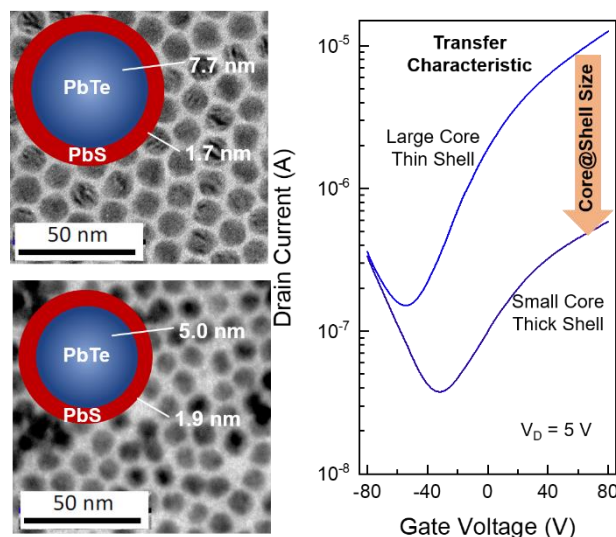 PbTe
7.7 nm
PbS
1.7nm
50 nm
PbTe
5.0 nm
PbS
1.9 nm
50 nm
Drain Current (A)
10⁻⁵
10⁻⁶
10⁻⁷
10⁻⁸
Transfer
Characteristic
Large Core
Thin Shell
Core@Shell Size
Small Core
Thick Shell
V_D = 5 V
-80 -40 0 40 80
Gate Voltage (V)